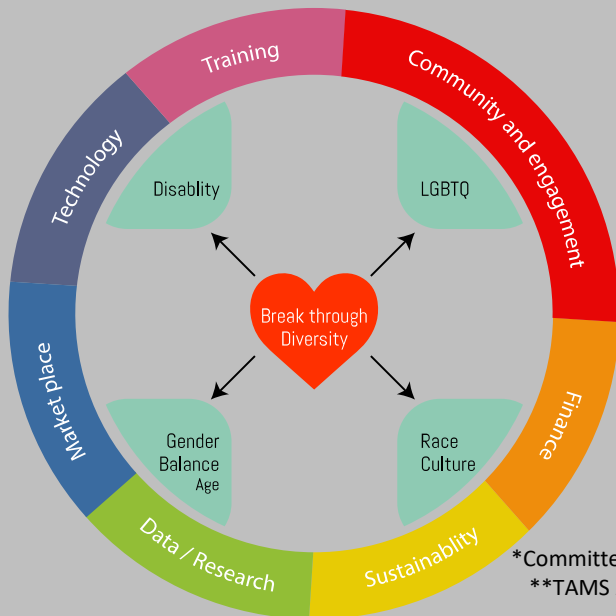 Training
Community and engagement
Technology
Disablity
LGBTQ
Break through
Diversity
Market place
Gender
Balance
Age
Race
Culture
Finance
Data / Research
Sustainablity
*Committe
**TAMS